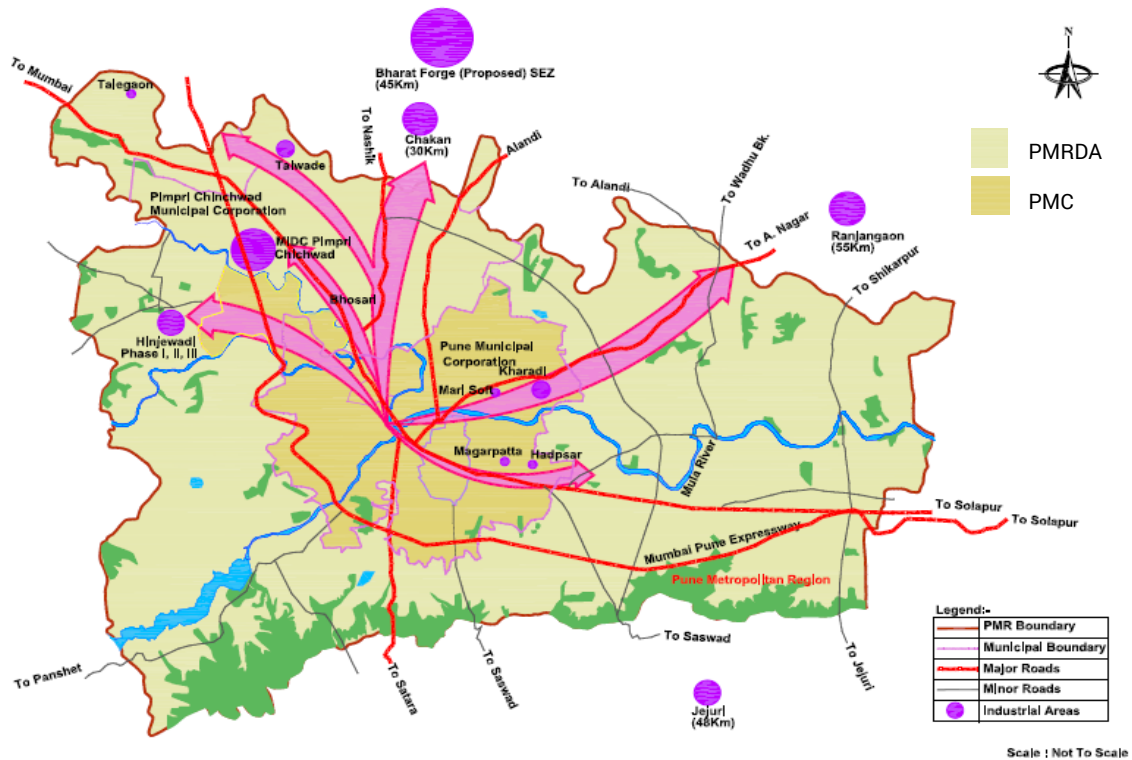 To Mumbai
Talegaon
Bharat Forge (Proposed) SEZ
(45Km)
N
PMRDA
PMC
To Nashik
Chakan
(30Km)
Alandi
Talwade
To Alandi
To Wadhu Bk.
Pimpri Chinchwad
Municipal Corporation
MIDC Pimpri
Chichwad
Ranjangaon
(55Km)
To A. Nagar
To Shikarpur
Bhosari
Hinjewadi
Phase I, II, III
Pune Municipal
Corporation
Kharadi
Mari Soft
Magarpatta
Hadpsar
Mula River
To Solapur
To Solapur
Mumbai Pune Expressway
Pune Metropolitan Region
To Panshet
To Satara
To Saswad
To Saswad
To Jejuri
Jejuri
(48Km)
Legend:-
PMR Boundary
Municipal Boundary
Major Roads
Minor Roads
Industrial Areas
Scale : Not To Scale